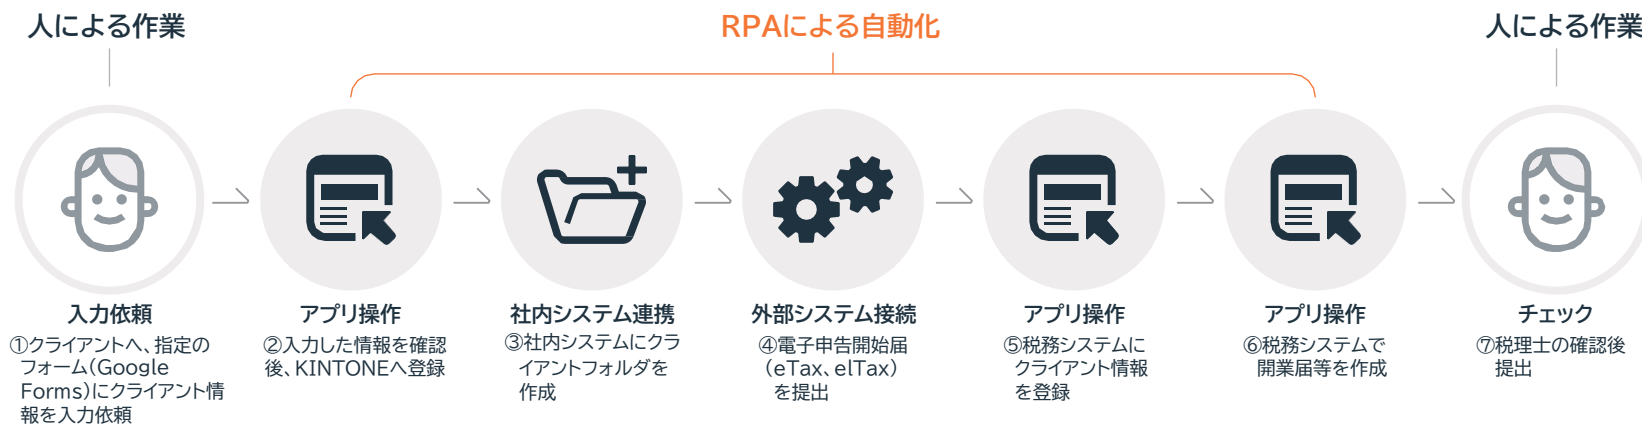 人による作業
RPAによる自動化
人による作業
入力依頼
①クライアントへ、指定の
フォーム(Google
Forms)にクライアント情
報を入力依頼
アプリ操作
②入力した情報を確認
後、KINTONEへ登録
社内システム連携
③社内システムにクラ
イアントフォルダを
作成
外部システム接続
④電子申告開始届
(eTax、elTax)
を提出
アプリ操作
⑤税務システムに
クライアント情報
を登録
アプリ操作
⑥税務システムで
開業届等を作成
チェック
⑦税理士の確認後
提出